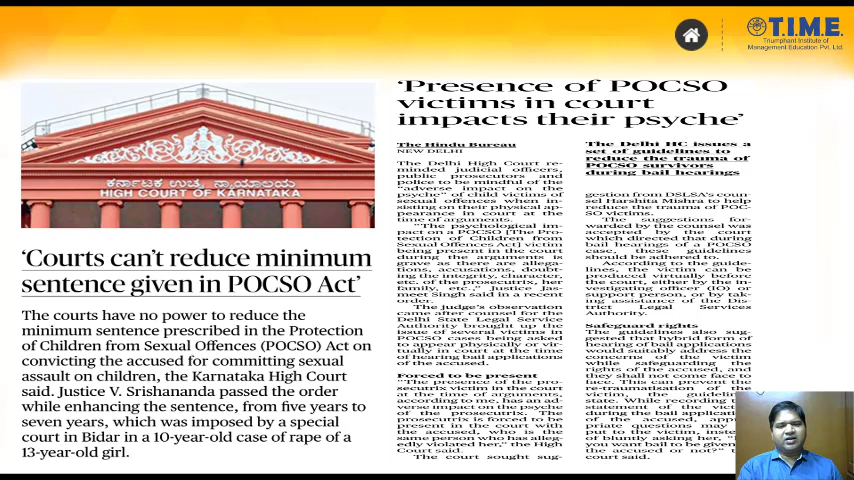 T.I.M.E.
Triumphant Institute of
Management Education Pvt. Ltd.
ಕರ್ನಾಟಕ ಉಚ್ಚ ನ್ಯಾಯಾಲಯ
HIGH COURT OF KARNATAKA
‘Courts can’t reduce minimum
sentence given in POCSO Act’
The courts have no power to reduce the
minimum sentence prescribed in the Protection
of Children from Sexual Offences (POCSO) Act on
convicting the accused for committing sexual
assault on children, the Karnataka High Court
said. Justice V. Srishananda passed the order
while enhancing the sentence, from five years to
seven years, which was imposed by a special
court in Bidar in a 10-year-old case of rape of a
13-year-old girl.
‘Presence of POCSO
victims in court
impacts their psyche’
The Hindu Bureau
NEW DELHI
The Delhi High Court re-
minded judicial officers,
public prosecutors and
police to be mindful of the
“adverse impact on the
psyche” of child victims of
sexual offences when in-
sisting on their physical ap-
pearance in court at the
time of arguments.
“The psychological im-
pact on a POCSO [The Pro-
tection of Children from
Sexual Offences Act] victim
being present in the court
during the arguments is
grave as there are allega-
tions, accusations, doubt-
ing the integrity, character,
etc. of the prosecutrix, her
family, etc.,” Justice Jas-
meet Singh said in a recent
order.
The judge’s observation
came after counsel for the
Delhi State Legal Service
Authority brought up the
issue of several victims in
POCSO cases being asked
to appear physically or vir-
tually in court at the time
of hearing bail applications
of the accused.
Forced to be present
“The presence of the pro-
secutrix victim in the court
at the time of arguments,
according to me, has an ad-
verse impact on the psyche
of the prosecutrix. The
prosecutrix is forced to be
present in the court with
the accused, who is the
same person who has alleg-
edly violated her,” the High
Court said.
The court sought sug-
The Delhi HC issues a
set of guidelines to
reduce the trauma of
POCSO survivors
during bail hearings
gestion from DSLSA’s coun-
sel Harshita Mishra to help
reduce the trauma of POC-
SO victims.
The suggestions for-
warded by the counsel was
accepted by the court
which directed that during
bail hearings of a POCSO
case, these guidelines
should be adhered to.
According to the guide-
lines, the victim can be
produced virtually before
the court, either by the in-
vestigating officer (IO) or
support person, or by tak-
ing assistance of the Dis-
trict Legal Services
Authority.
Safeguard rights
The guidelines also sug-
gested that hybrid form of
hearing of bail applications
would suitably address the
concerns of the victim
while safeguarding the
rights of the accused, and
they shall not come face to
face. This can prevent the
re-traumatisation of the
victim, the guidelin
state. While recording t
statement of the vict
during the bail applicati
of the accused, appr
priate questions may
put to the victim, inste
of bluntly asking her, “
you want bail to be given
the accused or not?” t
court said.